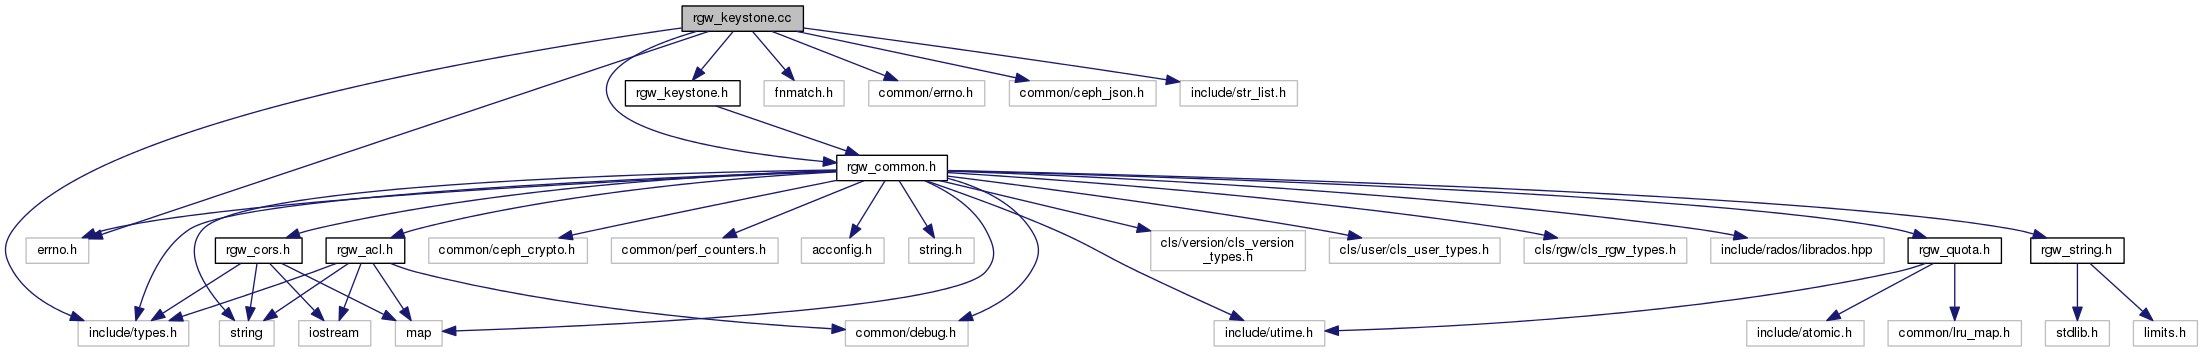 rgw_keystone.cc
rgw_keystone.h
fnmatch.h
common/errno.h
common/ceph_json.h
include/str_list.h
rgw_common.h
errno.h
rgw_cors.h
rgw_acl.h
common/ceph_crypto.h
common/perf_counters.h
acconfig.h
string.h
cls/version/cls_version
_types.h
cls/user/cls_user_types.h
cls/rgw/cls_rgw_types.h
include/rados/librados.hpp
rgw_quota.h
rgw_string.h
include/types.h
string
iostream
map
common/debug.h
include/utime.h
include/atomic.h
common/lru_map.h
stdlib.h
limits.h